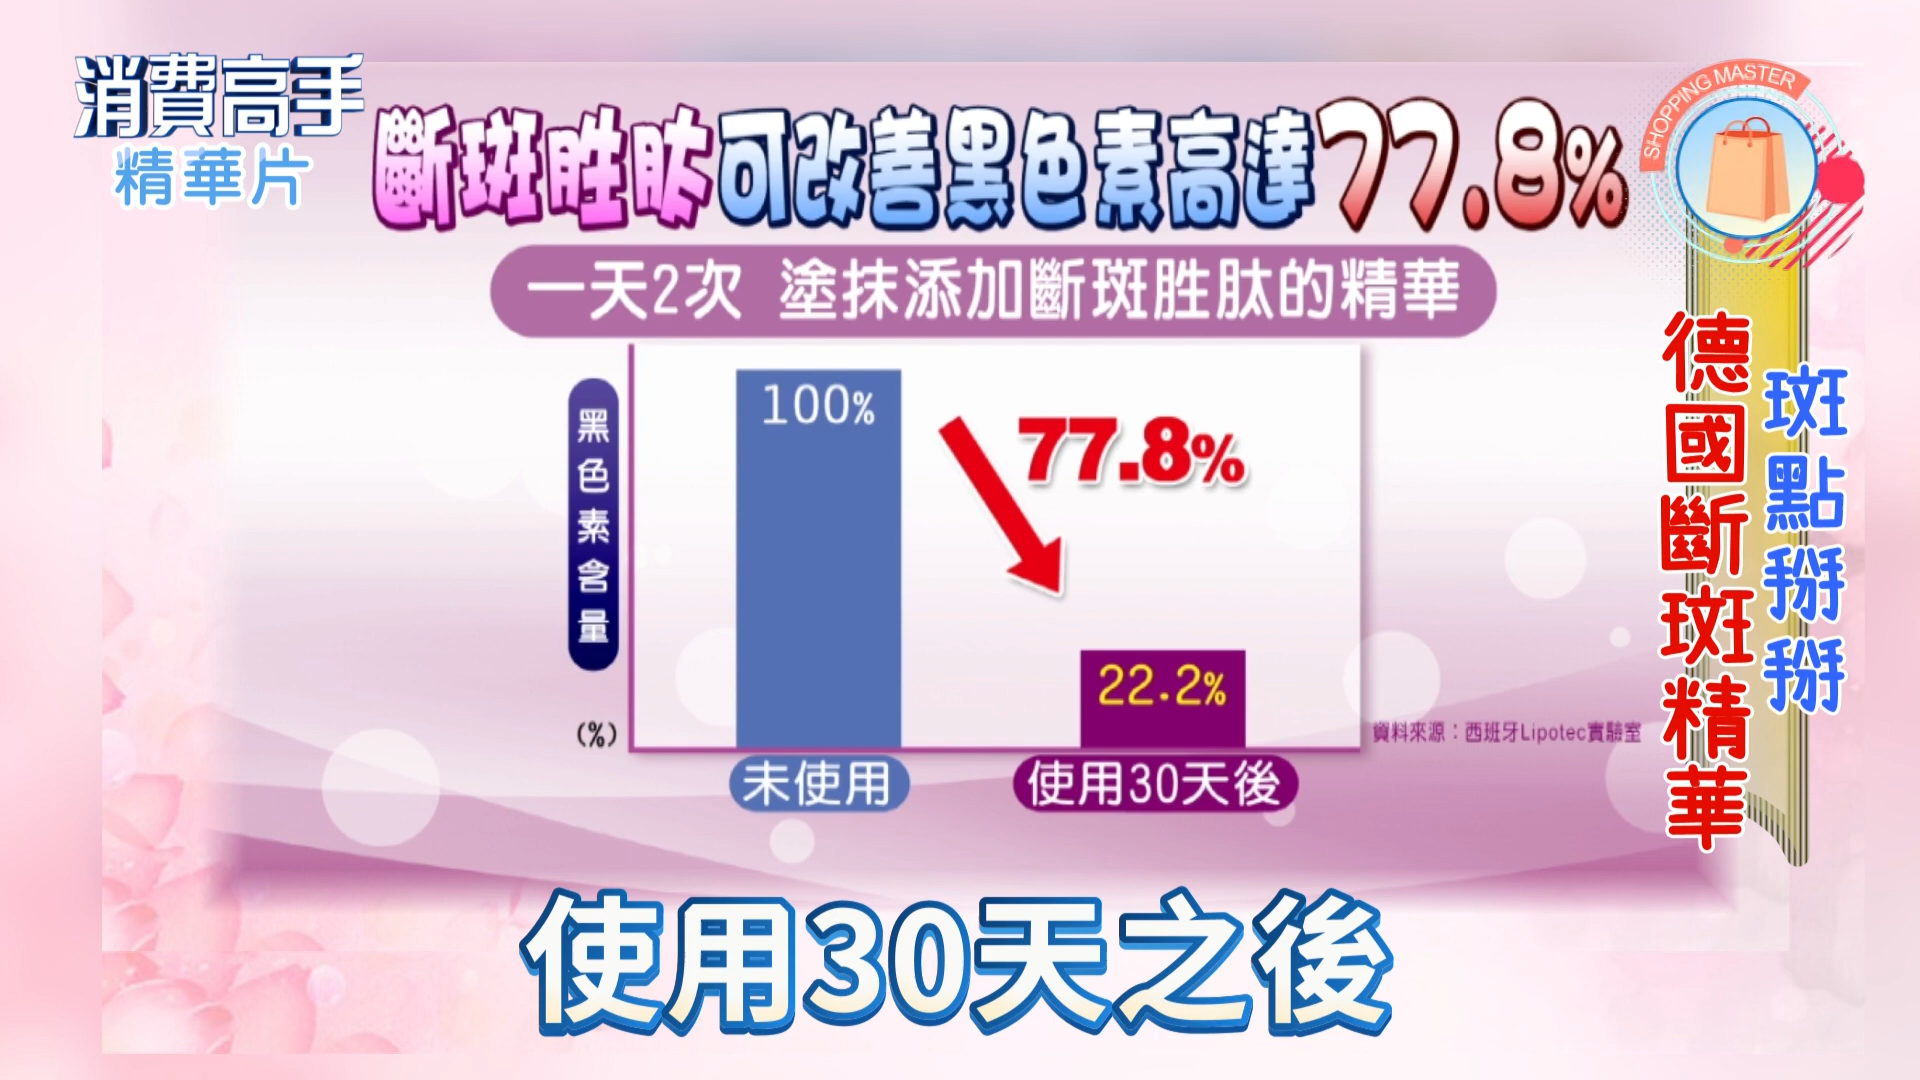 消費高手
精華片
斷斑胜肽可改善黑色素高達77.8%
一天2次 塗抹添加斷斑胜肽的精華
SHOPPING MASTER
斑點掰掰
德國斷斑精華
黑色素含量
(%)
100%
77.8%
22.2%
未使用
使用30天後
資料來源：西班牙Lipotec實驗室
使用30天之後